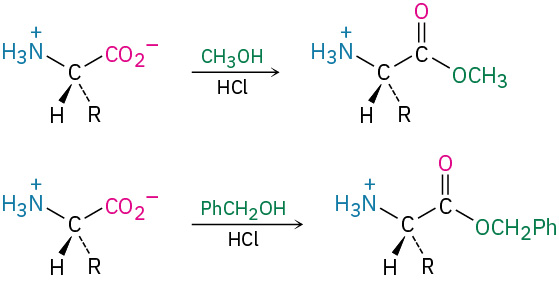 H₃N⁺ C CO₂⁻ H R CH₃OH HCl H₃N⁺ C C O OCH₃ H R
H₃N⁺ C CO₂⁻ H R PhCH₂OH HCl H₃N⁺ C C O OCH₂Ph H R